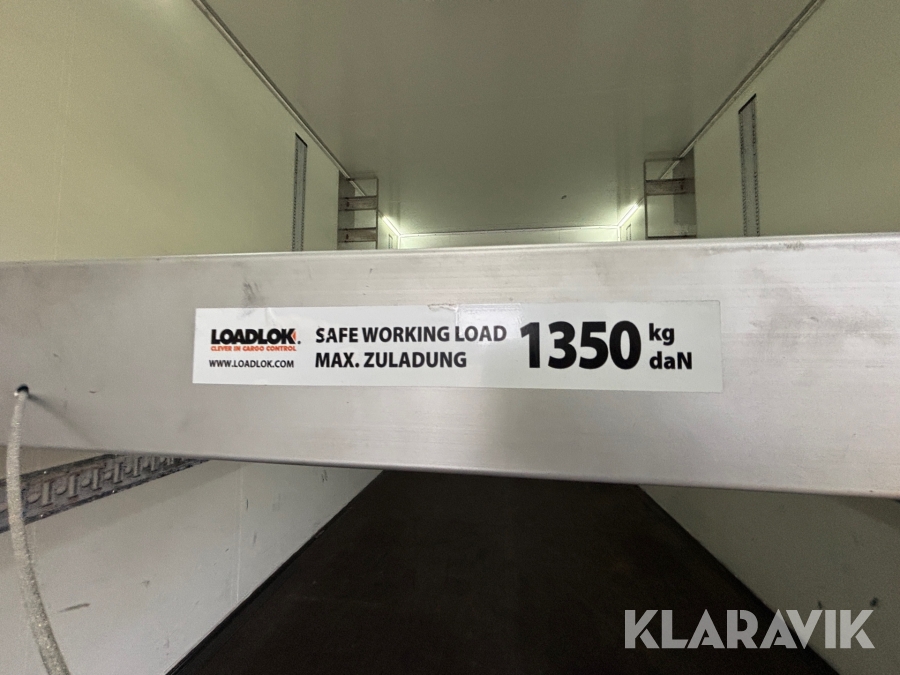 LOADLOK.
CLEVER IN CARGO CONTROL
WWW.LOADLOK.COM
SAFE WORKING LOAD
MAX. ZULADUNG
1350 kg
daN
KLARAVIK